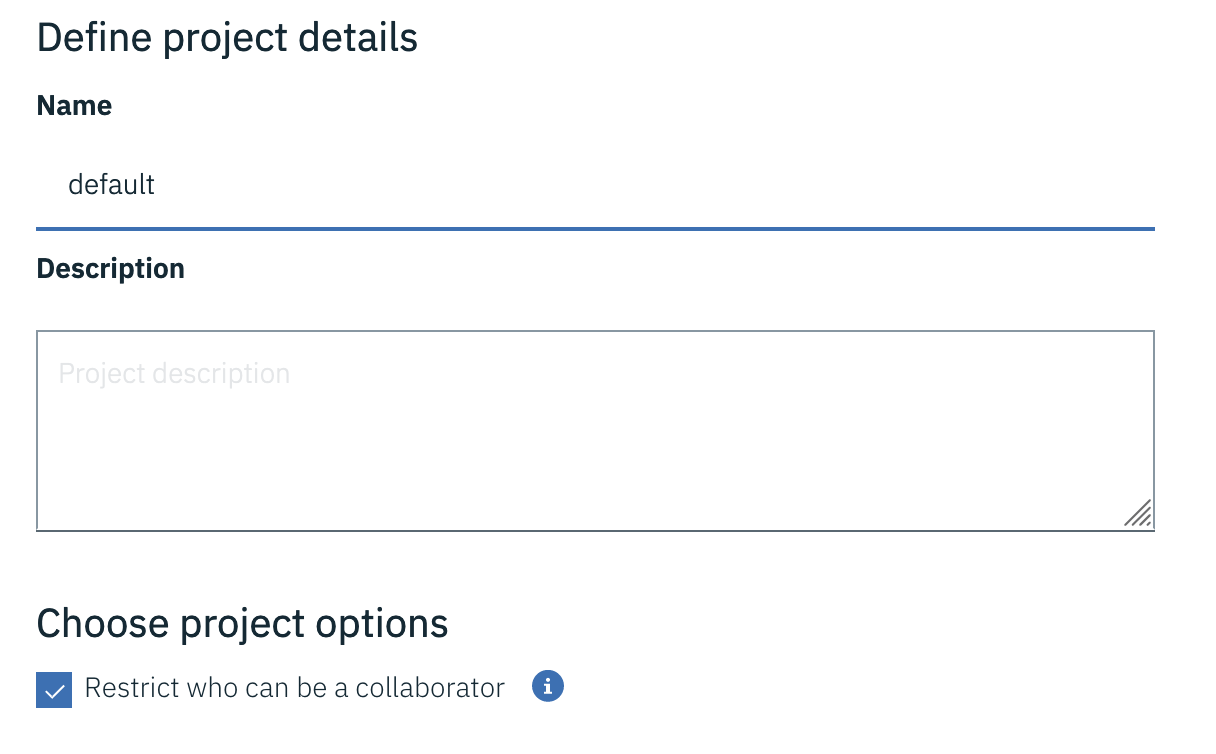 Define project details
Name
default
Description
Project description
Choose project options
Restrict who can be a collaborator